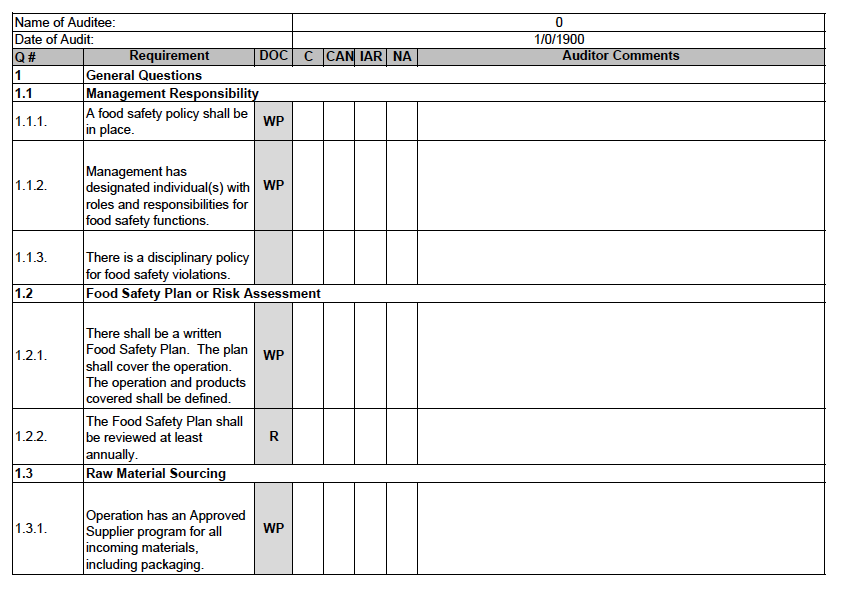 Name of Auditee: 0
Date of Audit: 1/0/1900
Q # Requirement DOC C CAN IAR NA Auditor Comments
1 General Questions
1.1 Management Responsibility
1.1.1. A food safety policy shall be
in place. WP
1.1.2. Management has
designated individual(s) with
roles and responsibilities for
food safety functions. WP
1.1.3. There is a disciplinary policy
for food safety violations.
1.2 Food Safety Plan or Risk Assessment
1.2.1. There shall be a written
Food Safety Plan. The plan
shall cover the operation.
The operation and products
covered shall be defined. WP
1.2.2. The Food Safety Plan shall
be reviewed at least
annually. R
1.3 Raw Material Sourcing
1.3.1. Operation has an Approved
Supplier program for all
incoming materials,
including packaging. WP